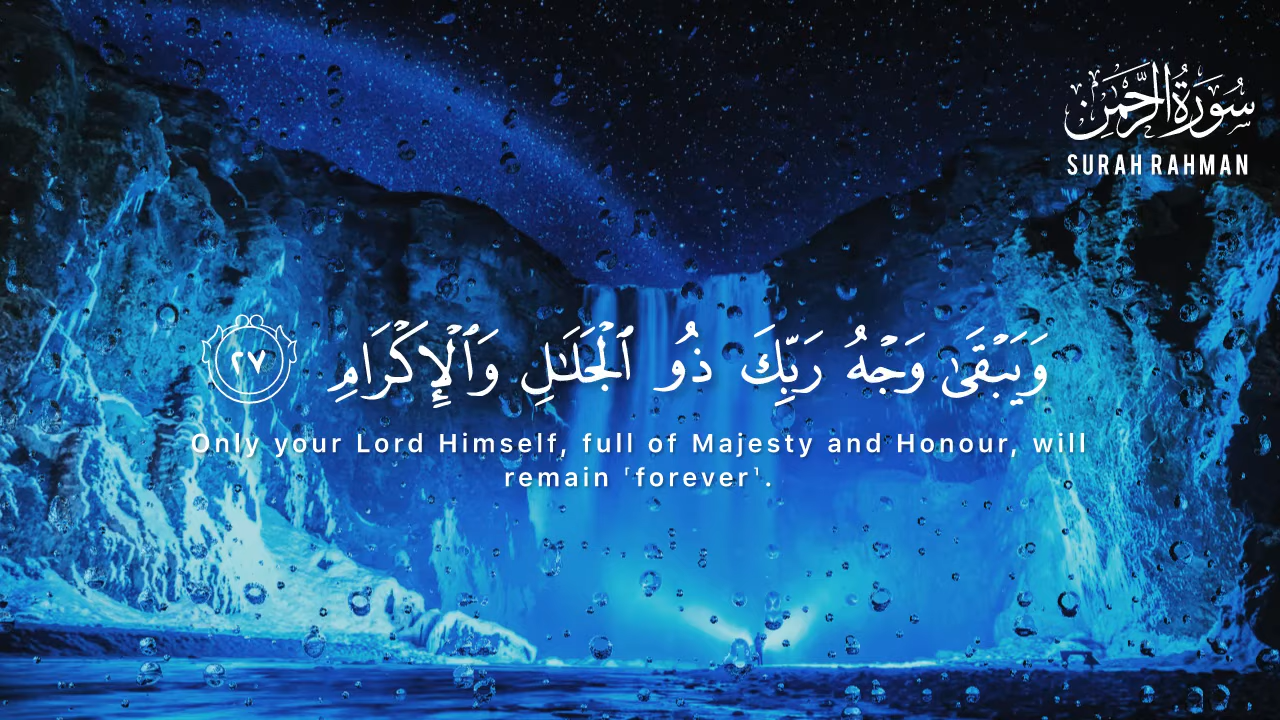 سُورَةُ الرَّحْمَٰن
SURAH RAHMAN
وَيَبْقَىٰ وَجْهُ رَبِّكَ ذُو ٱلْجَلَـٰلِ وَٱلْإِكْرَامِ ٢٧
Only your Lord Himself, full of Majesty and Honour, will
remain ˹forever˺.